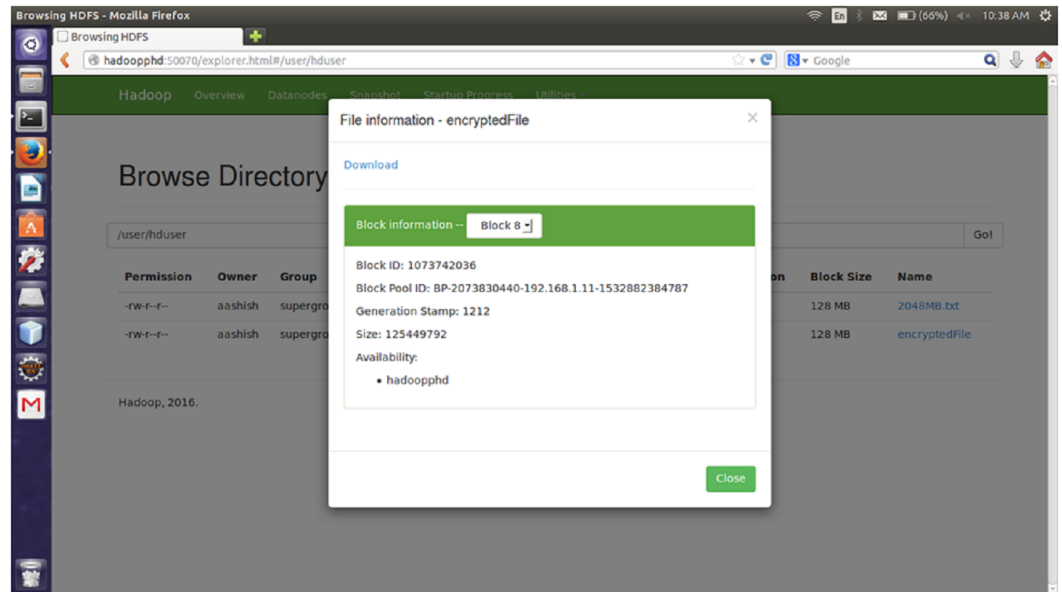 Browsing HDFS - Mozilla Firefox
En
(66%)
10:38 AM
Browsing HDFS
hadoopphd:50070/explorer.html#/user/hduser
Google
Hadoop Overview Datanodes Snapshot Startup Progress Utilities
File information - encryptedFile
×
Download
Browse Directory
Block information -- Block 8
/user/hduser
Go!
Block ID: 1073742036
Permission Owner Group
on Block Size Name
Block Pool ID: BP-2073830440-192.168.1.11-1532882384787
-rw-r--r-- aashish supergro
128 MB 2048MB.txt
Generation Stamp: 1212
-rw-r--r-- aashish supergro
128 MB encryptedFile
Size: 125449792
Availability:
• hadoopphd
Hadoop, 2016.
Close